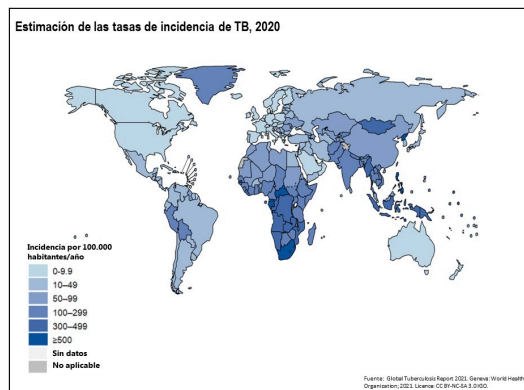 Estimación de las tasas de incidencia de TB, 2020
Incidencia por 100.000
habitantes/año
0-9.9
10–49
50–99
100–299
300–499
≥500
Sin datos
No aplicable
Fuente: Global Tuberculosis Report 2021. Geneva: World Health
Organization; 2021. Licence: CC BY-NC-SA 3.0 IGO.